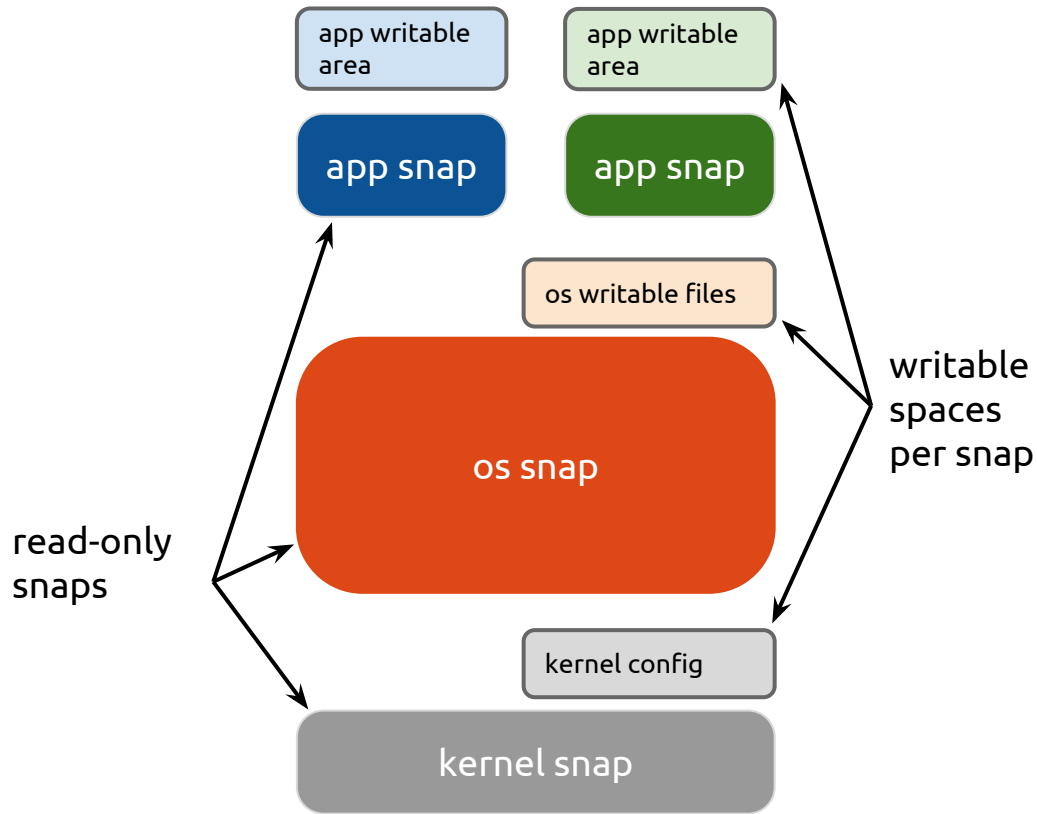 app writable
area
app writable
area
app snap
app snap
os writable files
writable
spaces
per snap
os snap
read-only
snaps
kernel config
kernel snap